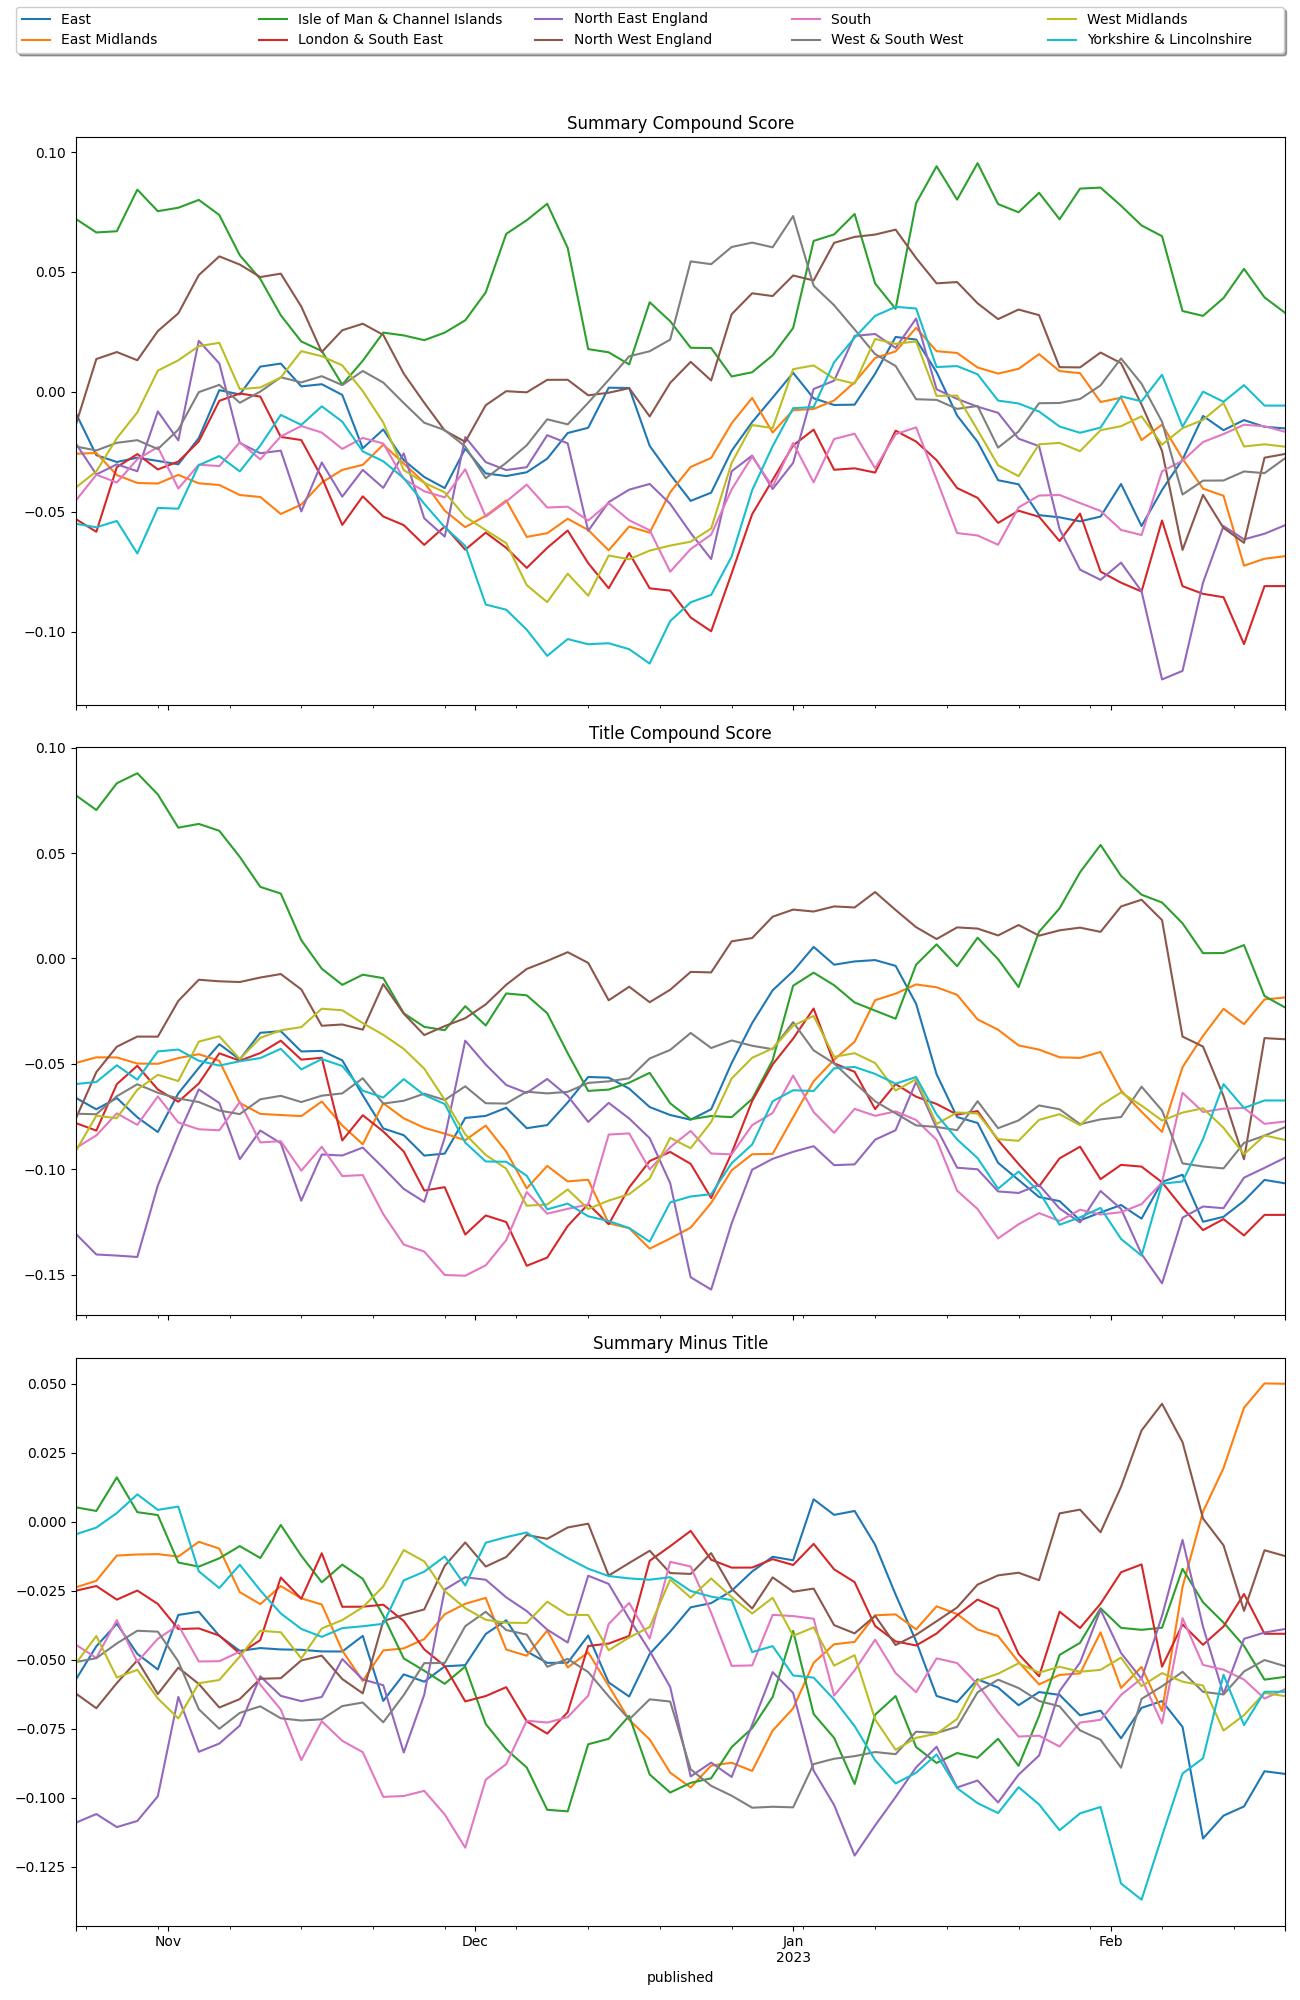 East
Isle of Man & Channel Islands
North East England
South
West Midlands
East Midlands
London & South East
North West England
West & South West
Yorkshire & Lincolnshire
Summary Compound Score
0.10
0.05
0.00
−0.05
−0.10
Title Compound Score
0.10
0.05
0.00
−0.05
−0.10
−0.15
Summary Minus Title
0.050
0.025
0.000
−0.025
−0.050
−0.075
−0.100
−0.125
Nov
Dec
Jan
2023
Feb
published